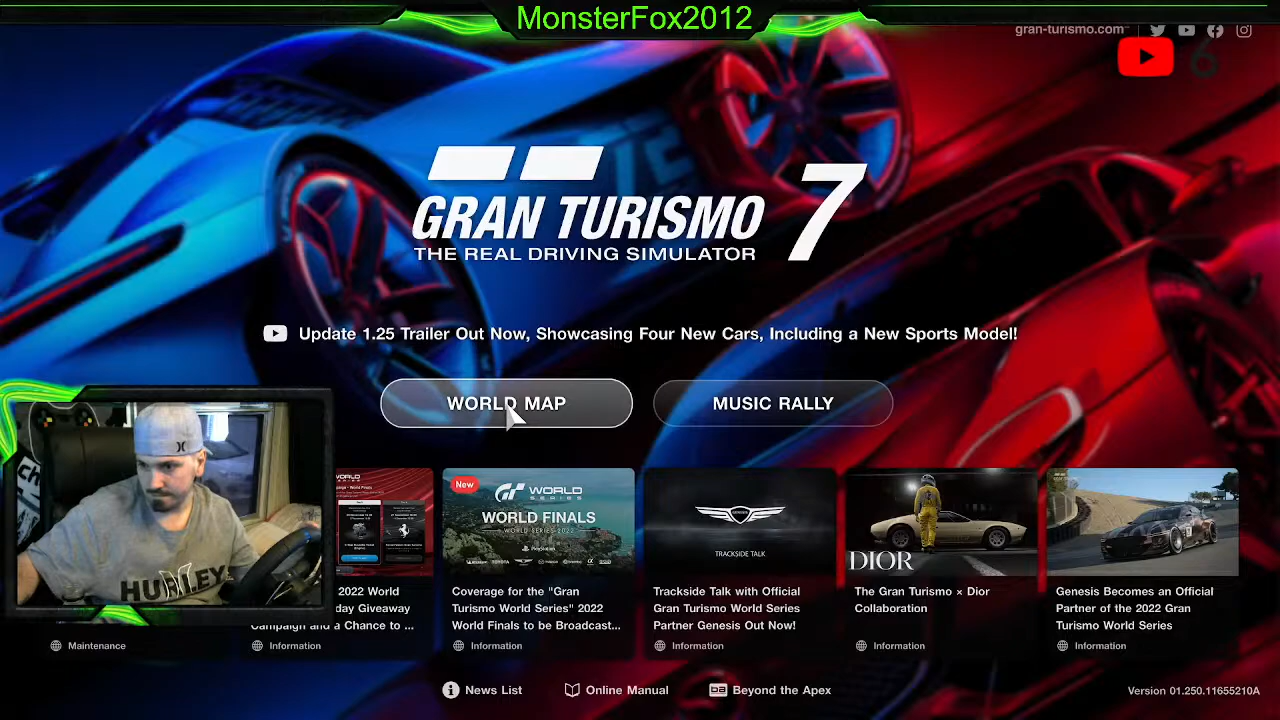 MonsterFox2012
gran-turismo.com
6
GRAN TURISMO 7
THE REAL DRIVING SIMULATOR
Update 1.25 Trailer Out Now, Showcasing Four New Cars, Including a New Sports Model!
WORLD MAP
MUSIC RALLY
HURLEY
Maintenance
2022 World
day Giveaway
Campaign and a Chance to ...
Information
New
GT WORLD SERIES
WORLD FINALS
WORLD SERIES 2022
PlayStation
Coverage for the "Gran
Turismo World Series" 2022
World Finals to be Broadcast...
Information
GENESIS
TRACKSIDE TALK
Trackside Talk with Official
Gran Turismo World Series
Partner Genesis Out Now!
Information
DIOR
The Gran Turismo × Dior
Collaboration
Information
Genesis Becomes an Official
Partner of the 2022 Gran
Turismo World Series
Information
News List
Online Manual
Beyond the Apex
Version 01.250.11655210A